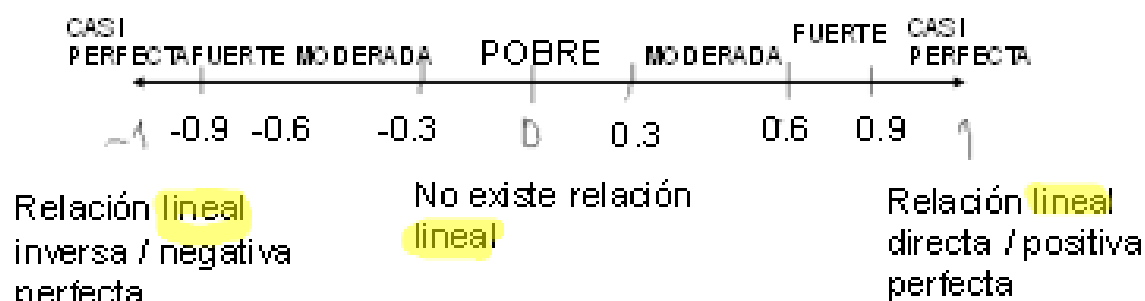 CASI
PERFECTA FUERTE MODERADA POBRE MODERADA FUERTE CASI
PERFECTA
-1 -0.9 -0.6 -0.3 0 0.3 0.6 0.9 1
Relación lineal
inversa / negativa
perfecta
No existe relación
lineal
Relación lineal
directa / positiva
perfecta